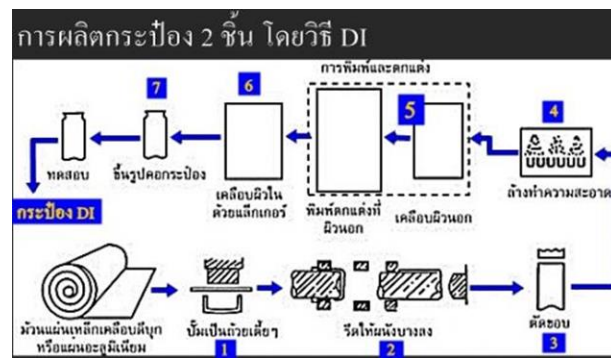 การผลิตกระป๋อง 2 ชิ้น โดยวิธี DI
การพิมพ์และตกแต่ง
7
6
5
4
ทดสอบ
ขึ้นรูปคอกระป๋อง
เคลือบผิวใน
ด้วยแล็กเกอร์
พิมพ์ตกแต่งที่
ผิวนอก
เคลือบผิวนอก
ล้างทำความสะอาด
กระป๋อง DI
ม้วนแผ่นเหล็กเคลือบดีบุก
หรือแผ่นอะลูมิเนียม
ปั๊มเป็นถ้วยเตี้ยๆ
รีดให้ผนังบางลง
ตัดขอบ
1
2
3